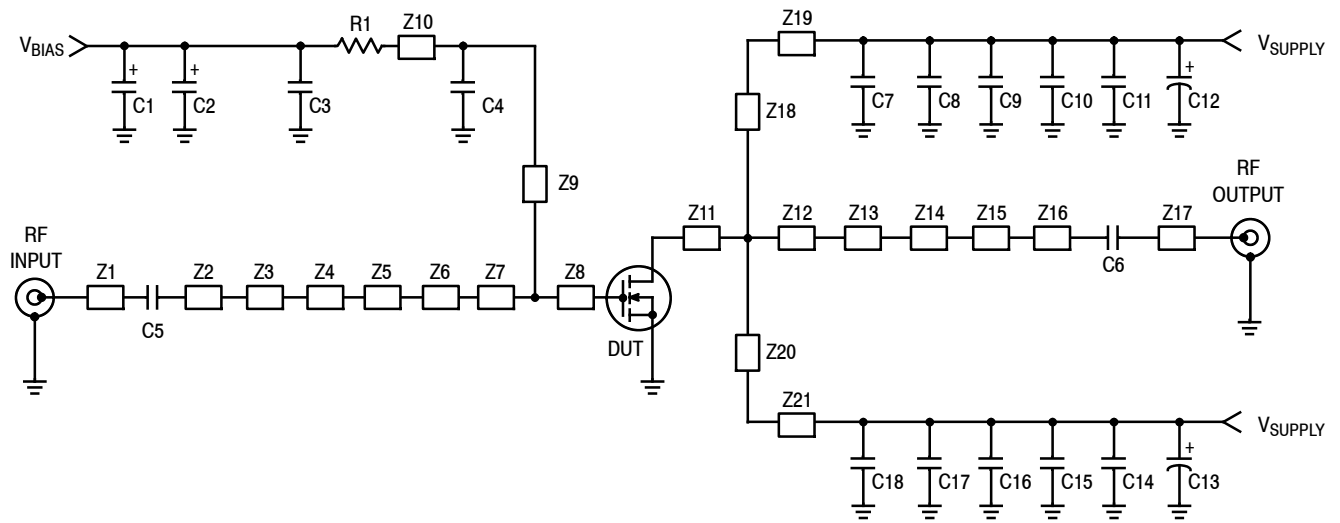 VBIAS
+
C1
+
C2
C3
R1
Z10
C4
Z9
RF
INPUT
Z1
C5
Z2
Z3
Z4
Z5
Z6
Z7
Z8
DUT
Z11
Z19
Z18
C7
C8
C9
C10
C11
+
C12
VSUPPLY
Z12
Z13
Z14
Z15
Z16
C6
Z17
RF
OUTPUT
Z20
Z21
C18
C17
C16
C15
C14
+
C13
VSUPPLY